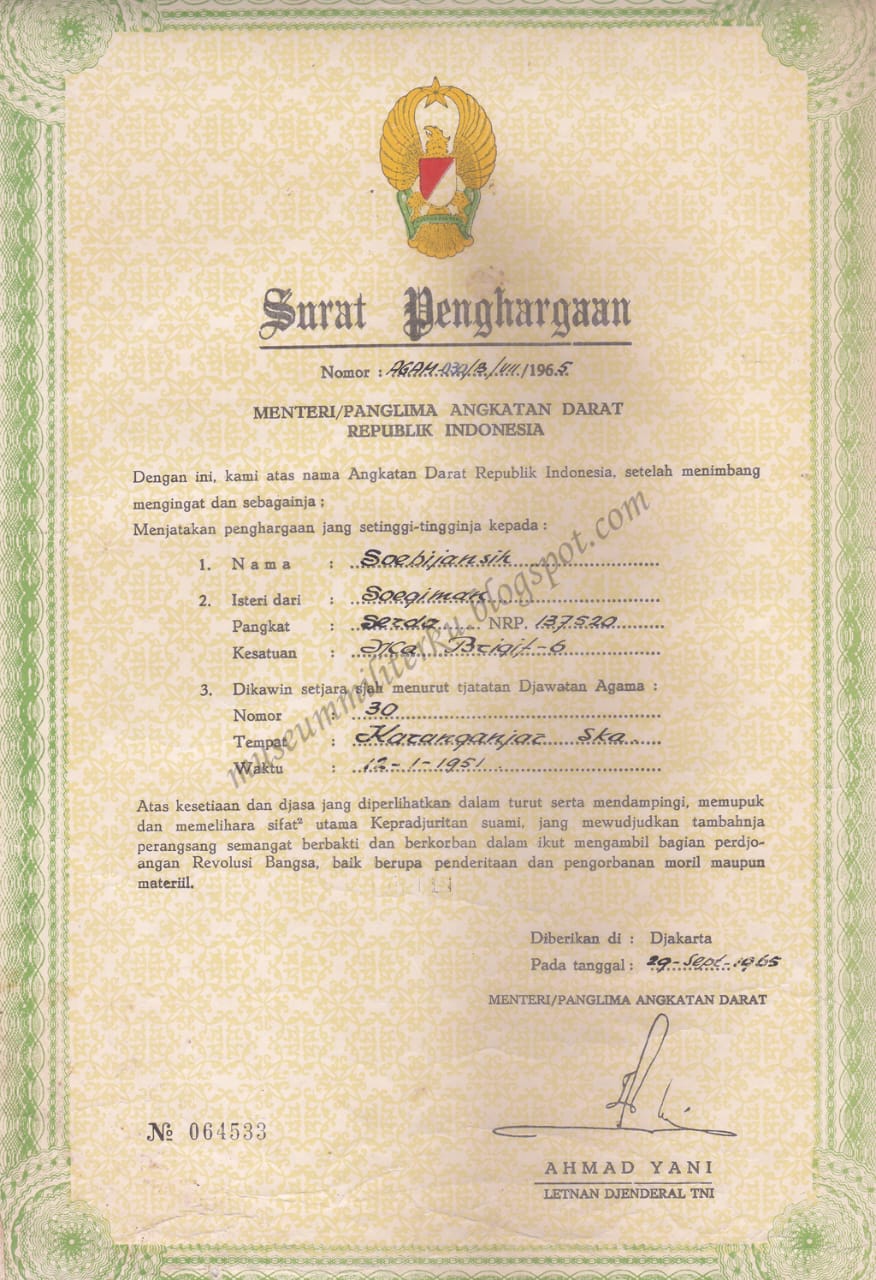 Surat Penghargaan
Nomor : AGAM-030/B/VII/1965
MENTERI/PANGLIMA ANGKATAN DARAT
REPUBLIK INDONESIA
Dengan ini, kami atas nama Angkatan Darat Republik Indonesia, setelah menimbang
mengingat dan sebagainja ;
Menjatakan penghargaan jang setinggi-tingginja kepada :
1. Nama : Soebijansih
2. Isteri dari : Soegiman
Pangkat : Serda NRP. 137520
Kesatuan : Ma Brigif-6
3. Dikawin setjara sjah menurut tjatatan Djawatan Agama :
Nomor : 30
Tempat : Karanganjar Ska.
Waktu : 12-1-1951
Atas kesetiaan dan djasa jang diperlihatkan dalam turut serta mendampingi, memupuk
dan memelihara sifat² utama Kepradjuritan suami, jang mewudjudkan tambahnja
perangsang semangat berbakti dan berkorban dalam ikut mengambil bagian perdjo-
angan Revolusi Bangsa, baik berupa penderitaan dan pengorbanan moril maupun
materiil.
Diberikan di : Djakarta
Pada tanggal : 29-Sept-1965
MENTERI/PANGLIMA ANGKATAN DARAT
№ 064533
AHMAD YANI
LETNAN DJENDERAL TNI
museummiliterku.blogspot.com